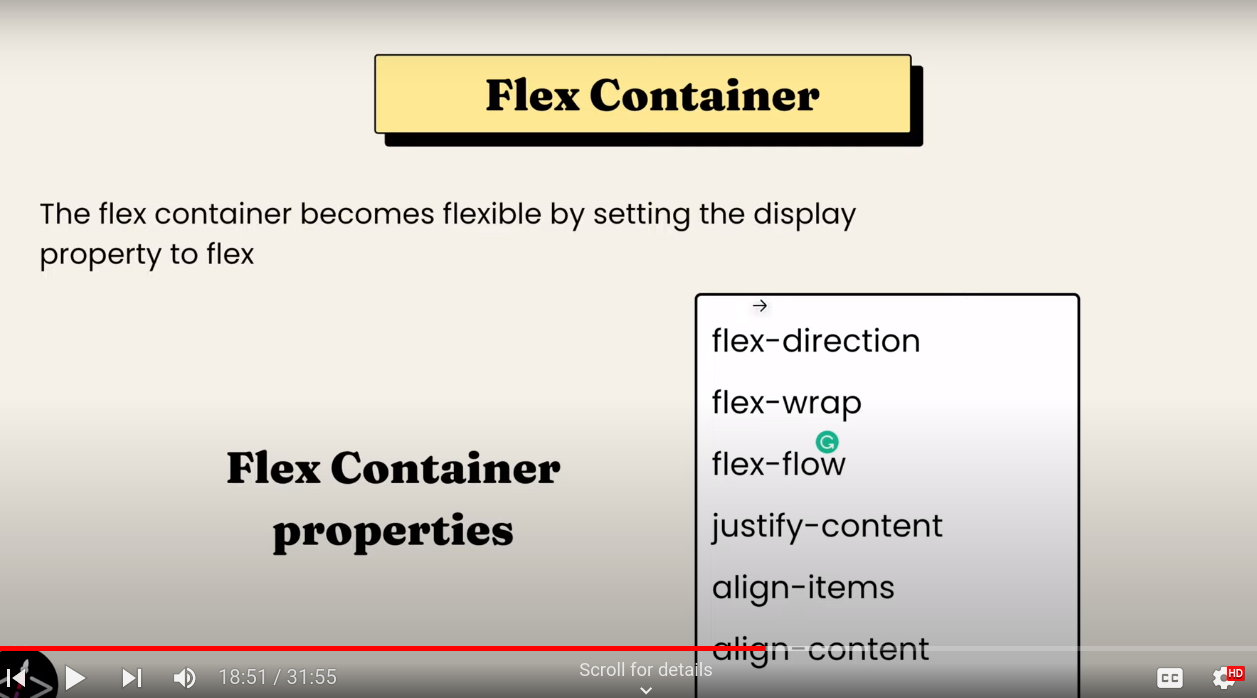 Flex Container
The flex container becomes flexible by setting the display
property to flex
flex-direction
flex-wrap
flex-flow
Flex Container
properties
justify-content
align-items
align-content
18:51 / 31:55
Scroll for details
CC
HD